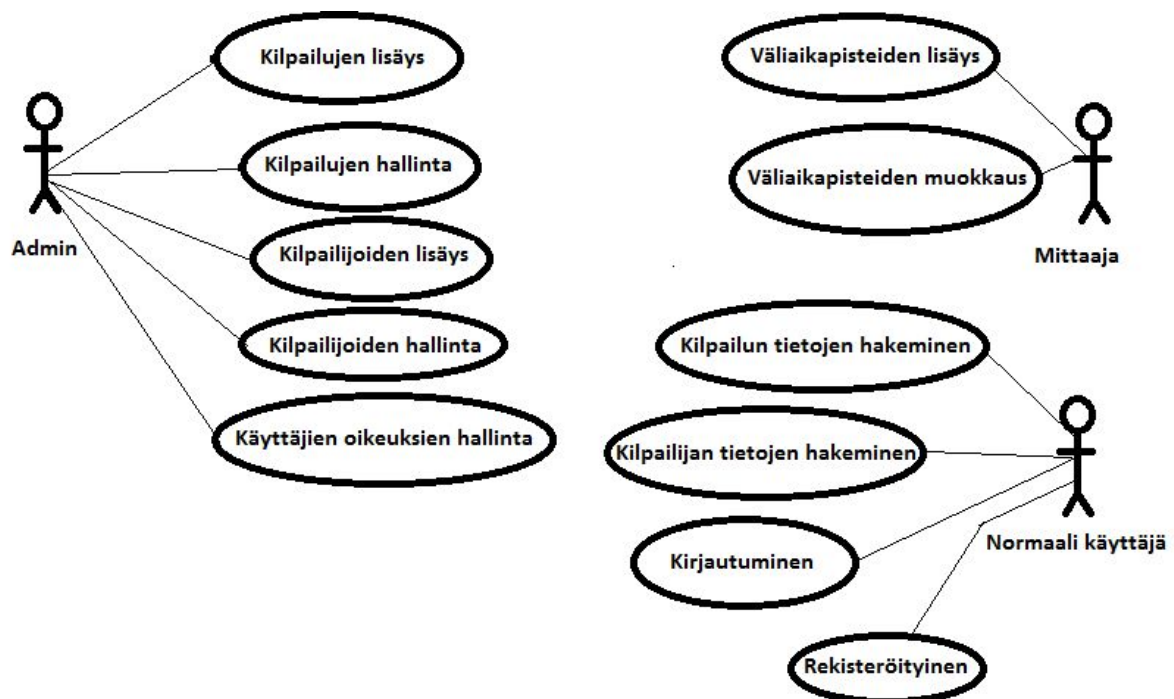 Kilpailujen lisäys
Kilpailujen hallinta
Kilpailijoiden lisäys
Kilpailijoiden hallinta
Käyttäjien oikeuksien hallinta
Admin
Väliaikapisteiden lisäys
Väliaikapisteiden muokkaus
Mittaaja
Kilpailun tietojen hakeminen
Kilpailijan tietojen hakeminen
Kirjautuminen
Rekisteröityinen
Normaali käyttäjä